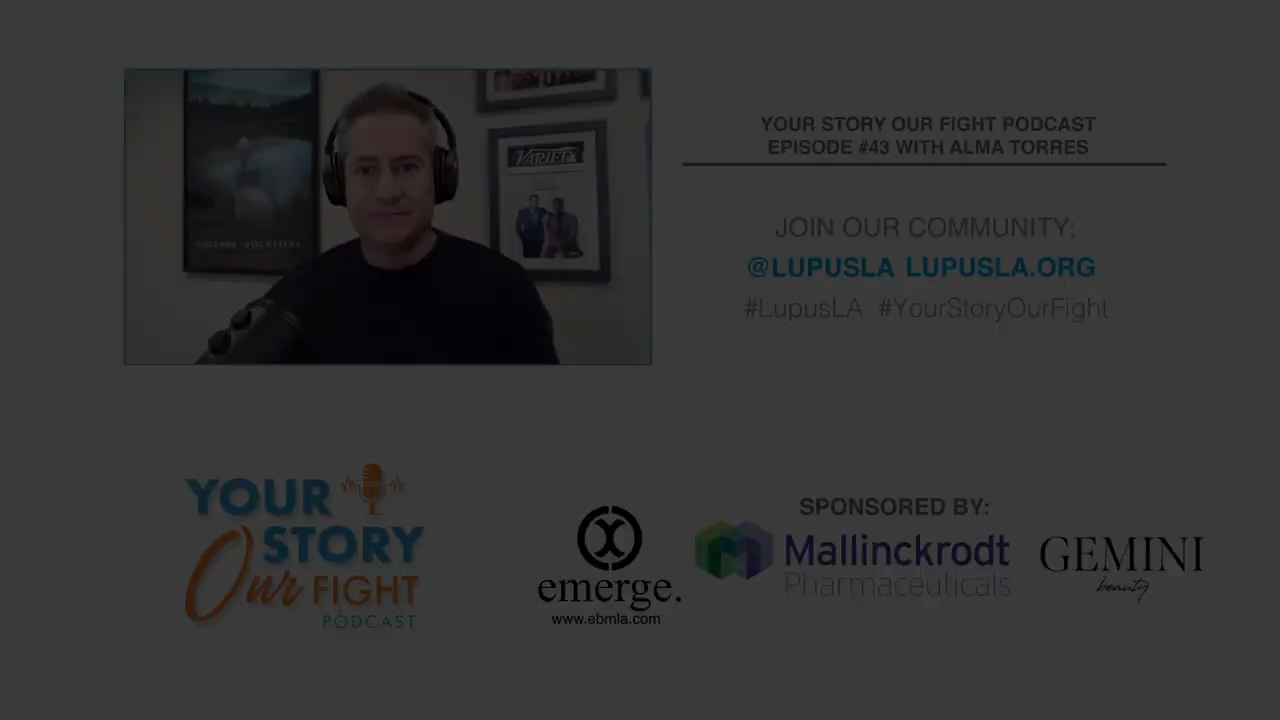 VARIETY
YOUR STORY OUR FIGHT PODCAST
EPISODE #43 WITH ALMA TORRES
JOIN OUR COMMUNITY:
@LUPUSLA LUPUSLA.ORG
#LupusLA #YourStoryOurFight
YOUR
STORY
Our FIGHT
PODCAST
emerge.
www.ebmla.com
SPONSORED BY:
Mallinckrodt
Pharmaceuticals
GEMINI
beauty